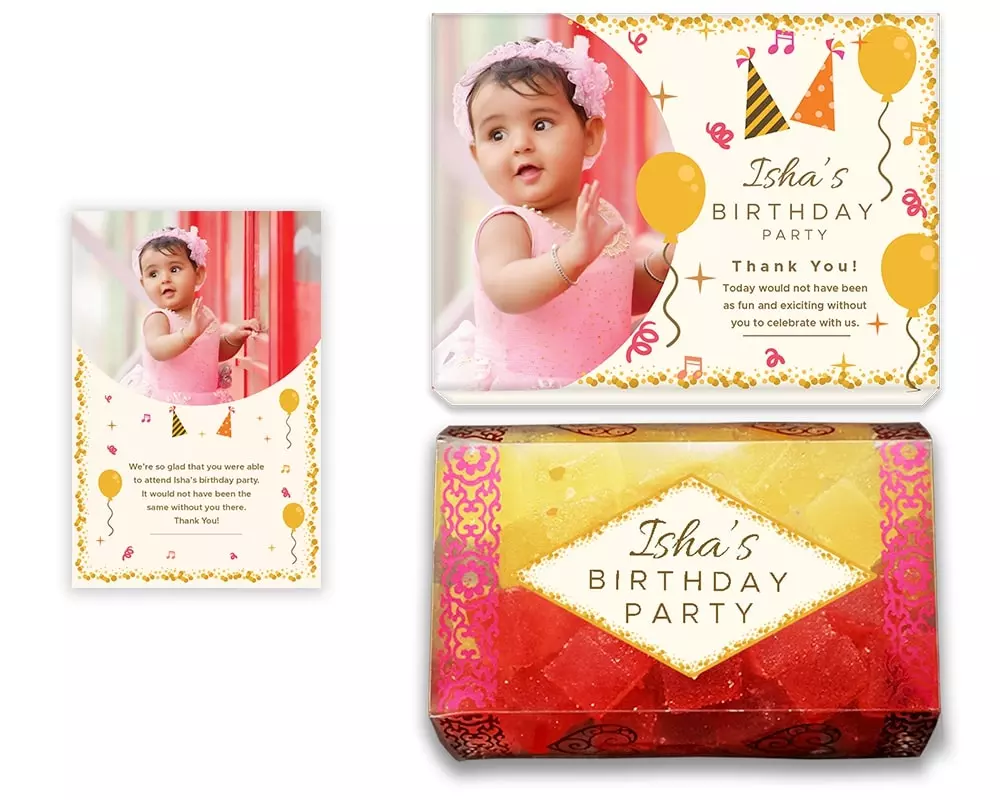 We're so glad that you were able
to attend Isha's birthday party.
It would not have been the
same without you there.
Thank You!
Isha's
BIRTHDAY
PARTY
Thank You!
Today would not have been
as fun and exiciting without
you to celebrate with us.
Isha's
BIRTHDAY
PARTY